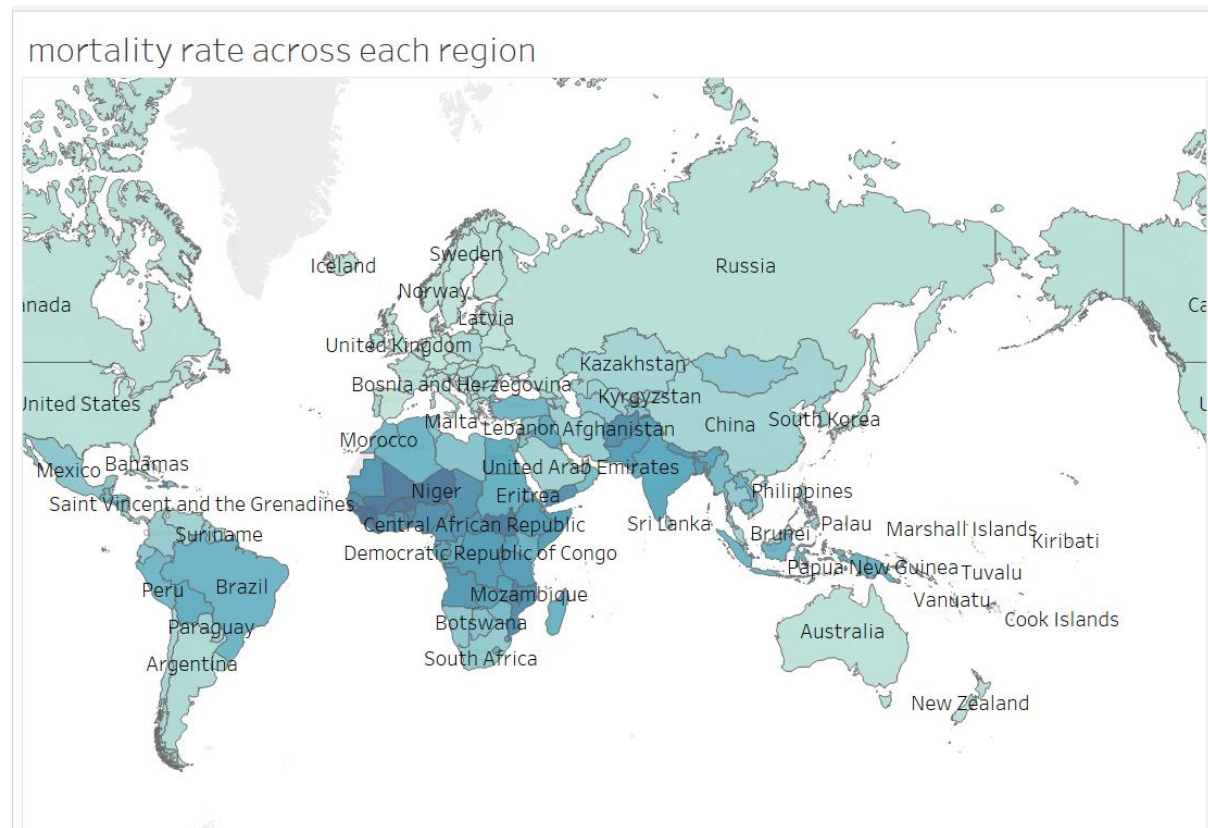 mortality rate across each region
Iceland
Sweden
Russia
Norway
anada
Ca
Latvia
United Kingdom
Kazakhstan
Bosnia and Herzegovina
Kyrgyzstan
United States
U
Malta
Lebanon
Afghanistan
China
South Korea
Morocco
Mexico
Bahamas
United Arab Emirates
Niger
Eritrea
Philippines
Saint Vincent and the Grenadines
Central African Republic
Sri Lanka
Brunei
Palau
Marshall Islands
Kiribati
Suriname
Democratic Republic of Congo
Papua New Guinea
Tuvalu
Peru
Brazil
Mozambique
Vanuatu
Cook Islands
Paraguay
Botswana
Australia
Argentina
South Africa
New Zealand